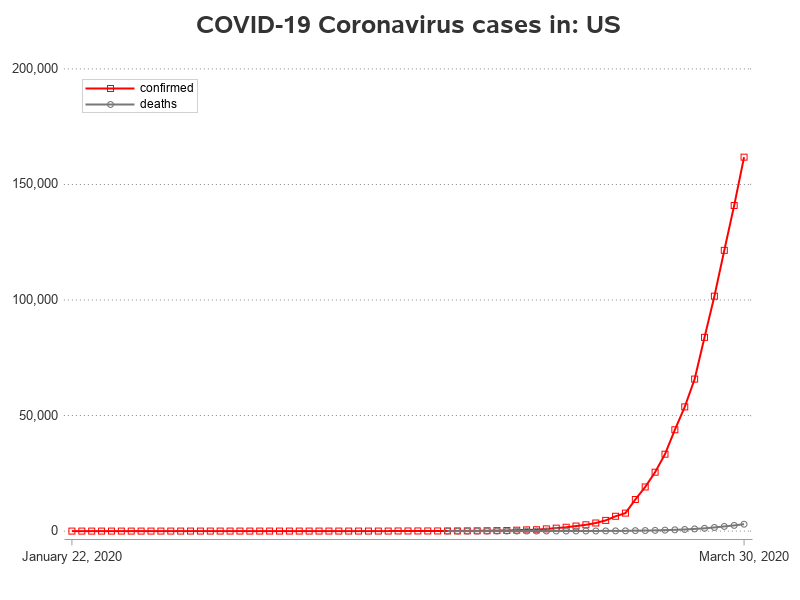 COVID-19 Coronavirus cases in: US
200,000
confirmed
deaths
150,000
100,000
50,000
0
January 22, 2020
March 30, 2020